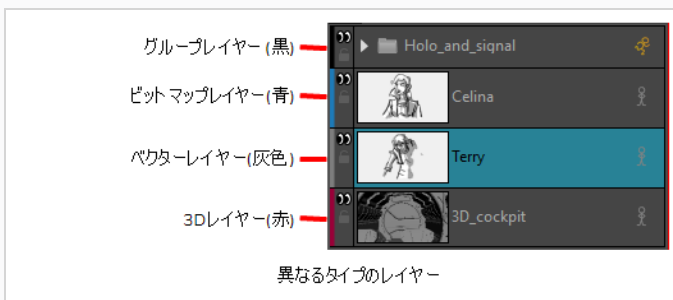 グループレイヤー(黒)
Holo_and_signal
ビットマップレイヤー(青)
Celina
ベクターレイヤー(灰色)
Terry
3Dレイヤー(赤)
3D_cockpit
異なるタイプのレイヤー